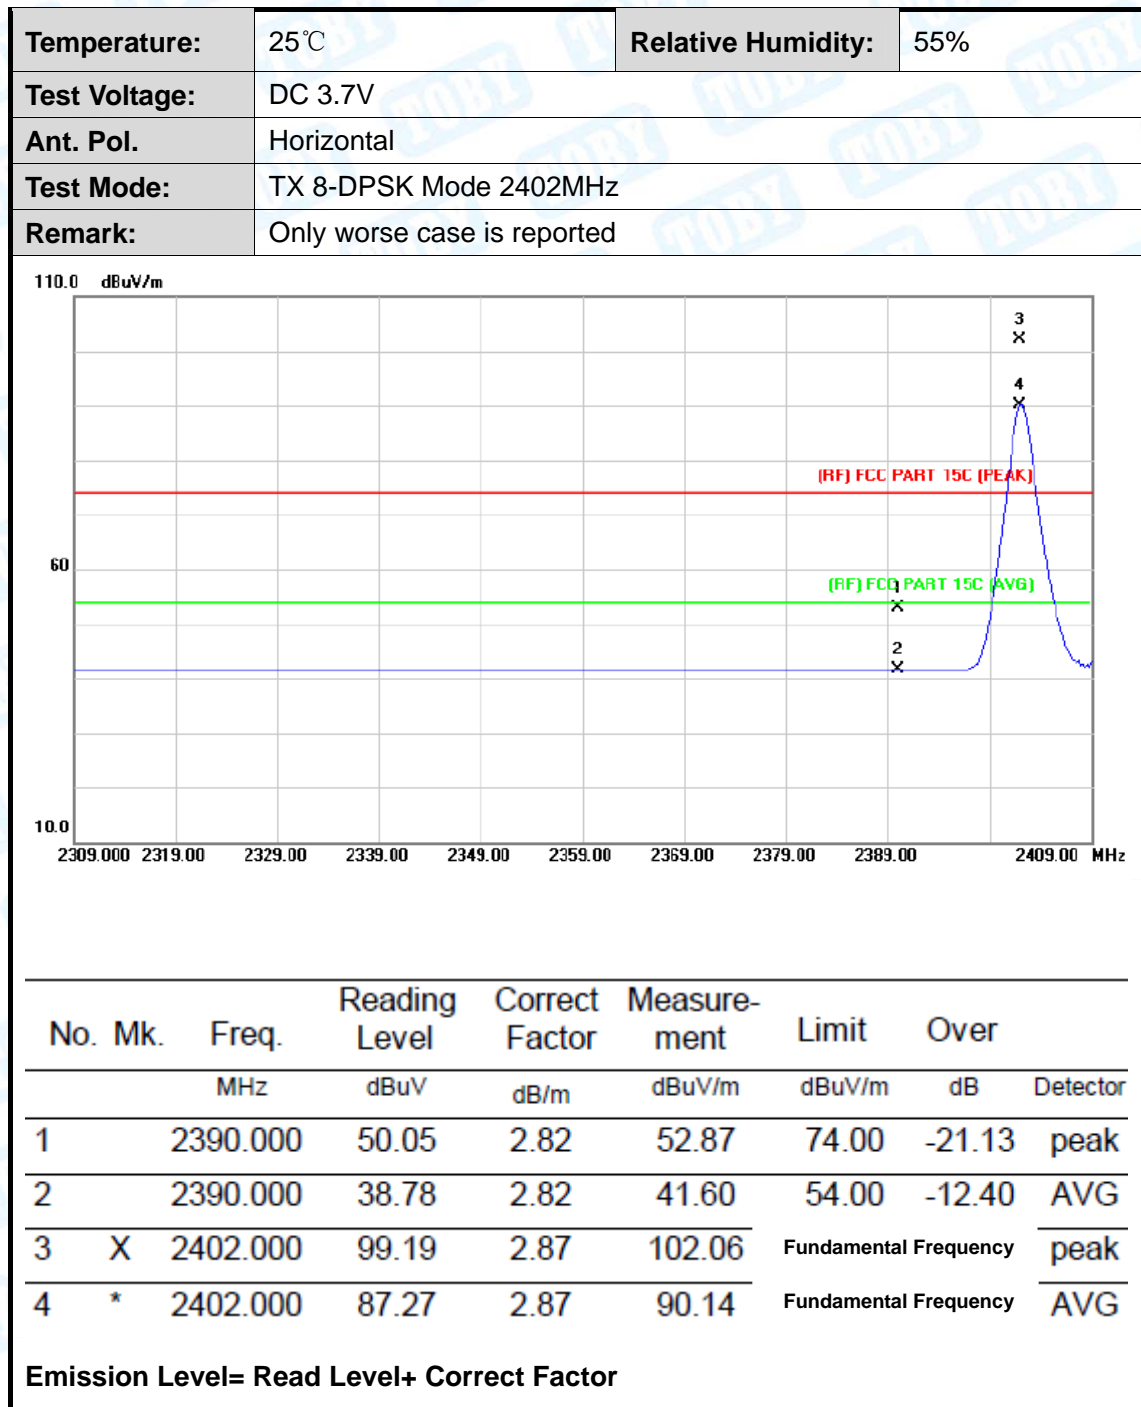 Temperature: 25℃ Relative Humidity: 55%
Test Voltage: DC 3.7V
Ant. Pol. Horizontal
Test Mode: TX 8-DPSK Mode 2402MHz
Remark: Only worse case is reported
110.0 dBuV/m
3
X
4
X
(RF) FCC PART 15C (PEAK)
60
(RF) FCC PART 15C (AVG)
1
X
2
X
10.0
2309.000 2319.00 2329.00 2339.00 2349.00 2359.00 2369.00 2379.00 2389.00 2409.00 MHz
No. Mk. Freq. Reading Level Correct Factor Measure-ment Limit Over
MHz dBuV dB/m dBuV/m dBuV/m dB Detector
1 2390.000 50.05 2.82 52.87 74.00 -21.13 peak
2 2390.000 38.78 2.82 41.60 54.00 -12.40 AVG
3 X 2402.000 99.19 2.87 102.06 Fundamental Frequency peak
4 * 2402.000 87.27 2.87 90.14 Fundamental Frequency AVG
Emission Level= Read Level+ Correct Factor
TOBY